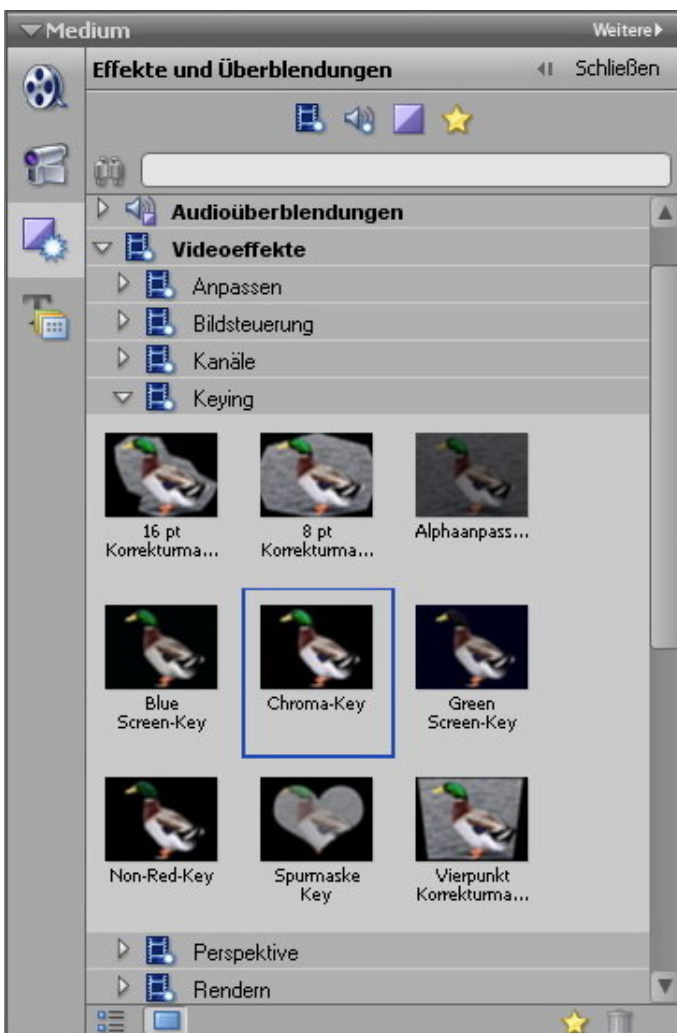 Medium Weitere
Effekte und Überblendungen Schließen
Audioüberblendungen
Videoeffekte
Anpassen
Bildsteuerung
Kanäle
Keying
16 pt
Korrekturma...
8 pt
Korrekturma...
Alphaanpass...
Blue
Screen-Key
Chroma-Key
Green
Screen-Key
Non-Red-Key
Spurmaske
Key
Vierpunkt
Korrekturma...
Perspektive
Rendern